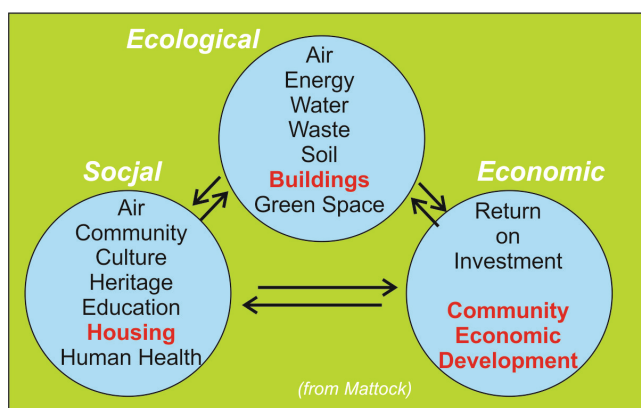 Ecological
Air
Energy
Water
Waste
Soil
Buildings
Green Space
Socjal
Air
Community
Culture
Heritage
Education
Housing
Human Health
Economic
Return
on
Investment
Community
Economic
Development
(from Mattock)